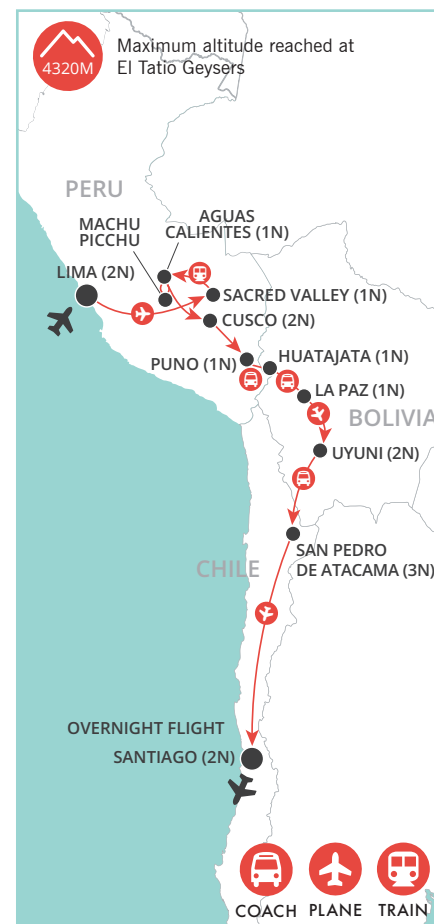 4320M
Maximum altitude reached at
El Tatio Geysers
PERU
MACHU
PICCHU
AGUAS
CALIENTES (1N)
LIMA (2N)
SACRED VALLEY (1N)
CUSCO (2N)
PUNO (1N)
HUATAJATA (1N)
LA PAZ (1N)
BOLIVIA
UYUNI (2N)
SAN PEDRO
DE ATACAMA (3N)
CHILE
OVERNIGHT FLIGHT
SANTIAGO (2N)
COACH
PLANE
TRAIN